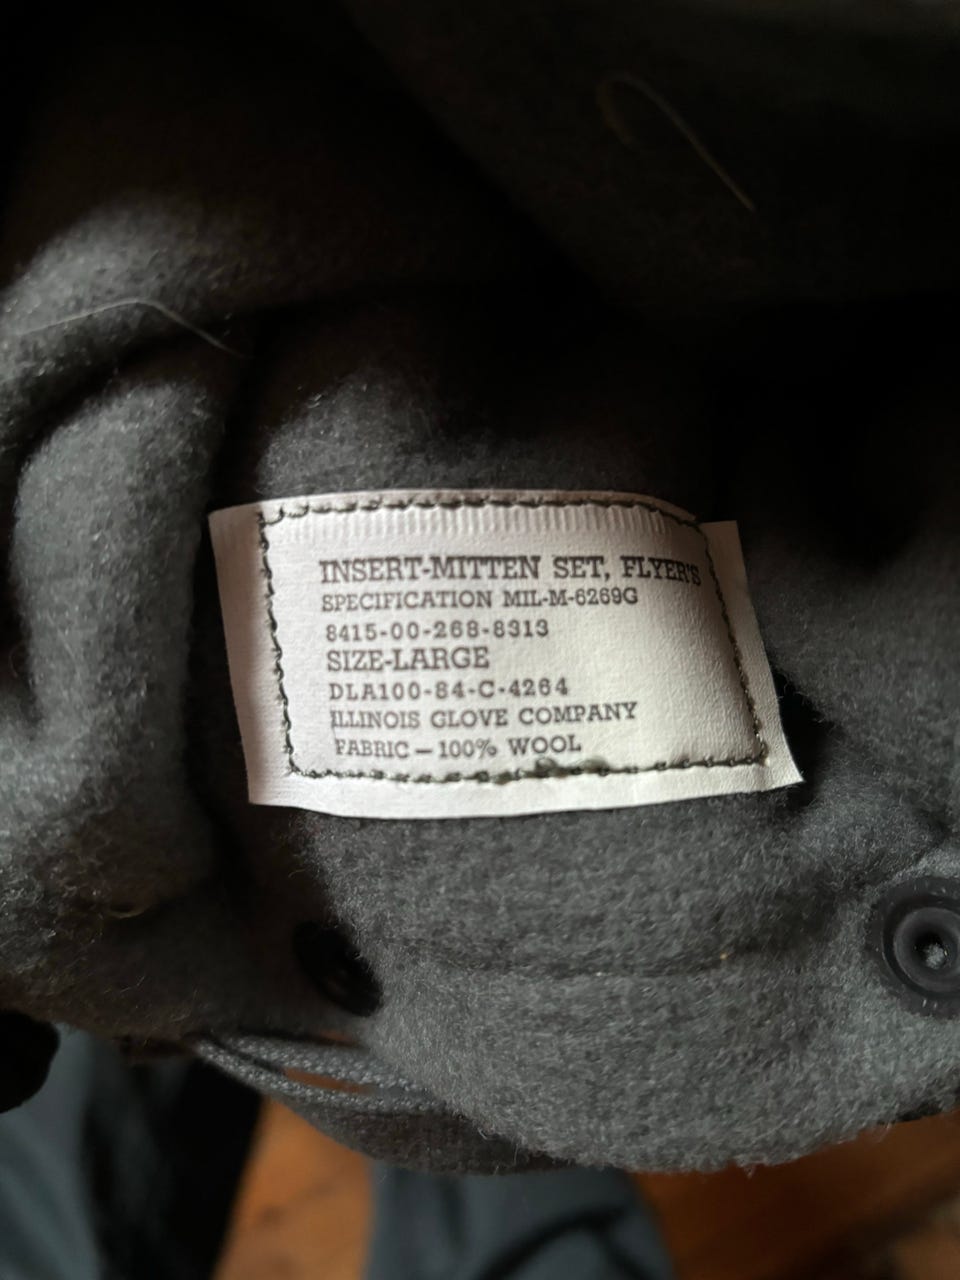 INSERT-MITTEN SET, FLYER'S
SPECIFICATION MIL-M-6269G
8415-00-268-8313
SIZE-LARGE
DLA100-84-C-4264
ILLINOIS GLOVE COMPANY
FABRIC — 100% WOOL